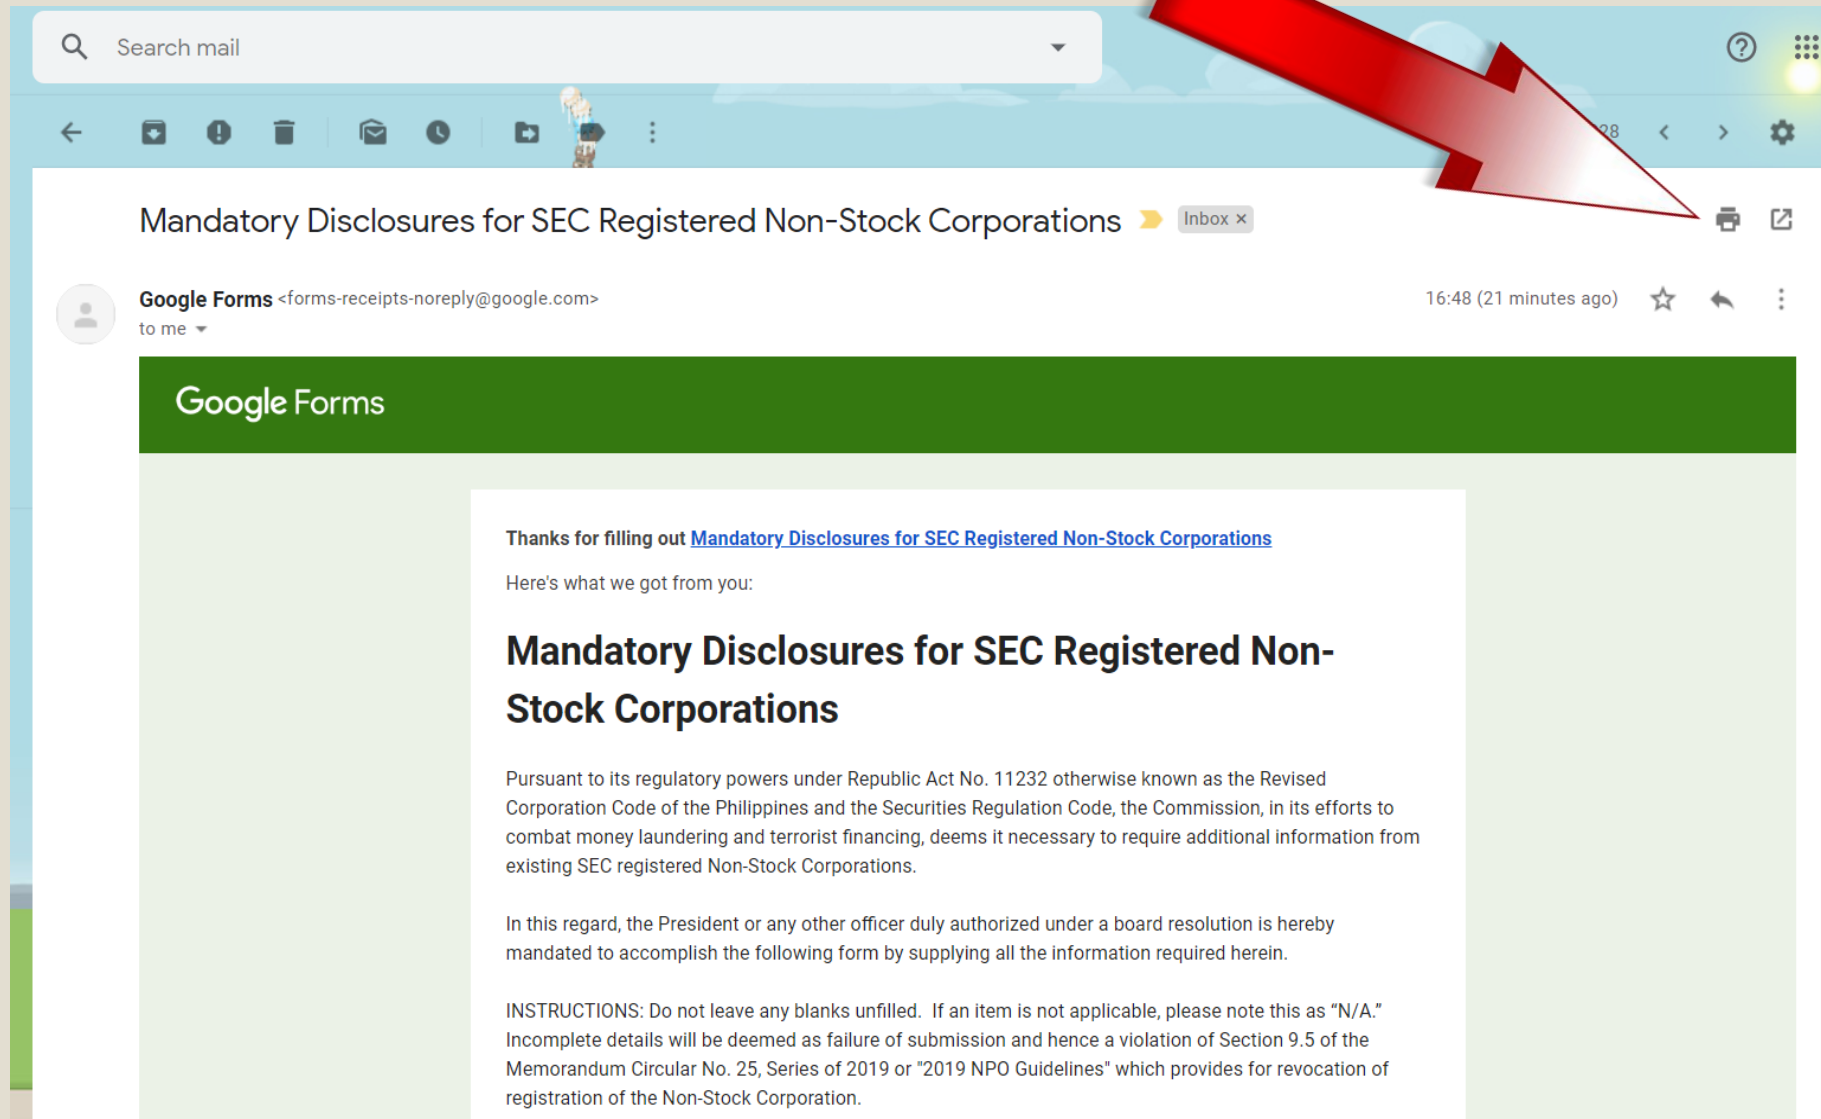 Search mail
28
Mandatory Disclosures for SEC Registered Non-Stock Corporations
Inbox ×
Google Forms <forms-receipts-noreply@google.com>
16:48 (21 minutes ago)
to me
Google Forms
Thanks for filling out Mandatory Disclosures for SEC Registered Non-Stock Corporations
Here's what we got from you:
Mandatory Disclosures for SEC Registered Non-
Stock Corporations
Pursuant to its regulatory powers under Republic Act No. 11232 otherwise known as the Revised
Corporation Code of the Philippines and the Securities Regulation Code, the Commission, in its efforts to
combat money laundering and terrorist financing, deems it necessary to require additional information from
existing SEC registered Non-Stock Corporations.
In this regard, the President or any other officer duly authorized under a board resolution is hereby
mandated to accomplish the following form by supplying all the information required herein.
INSTRUCTIONS: Do not leave any blanks unfilled.  If an item is not applicable, please note this as “N/A.”
Incomplete details will be deemed as failure of submission and hence a violation of Section 9.5 of the
Memorandum Circular No. 25, Series of 2019 or "2019 NPO Guidelines" which provides for revocation of
registration of the Non-Stock Corporation.